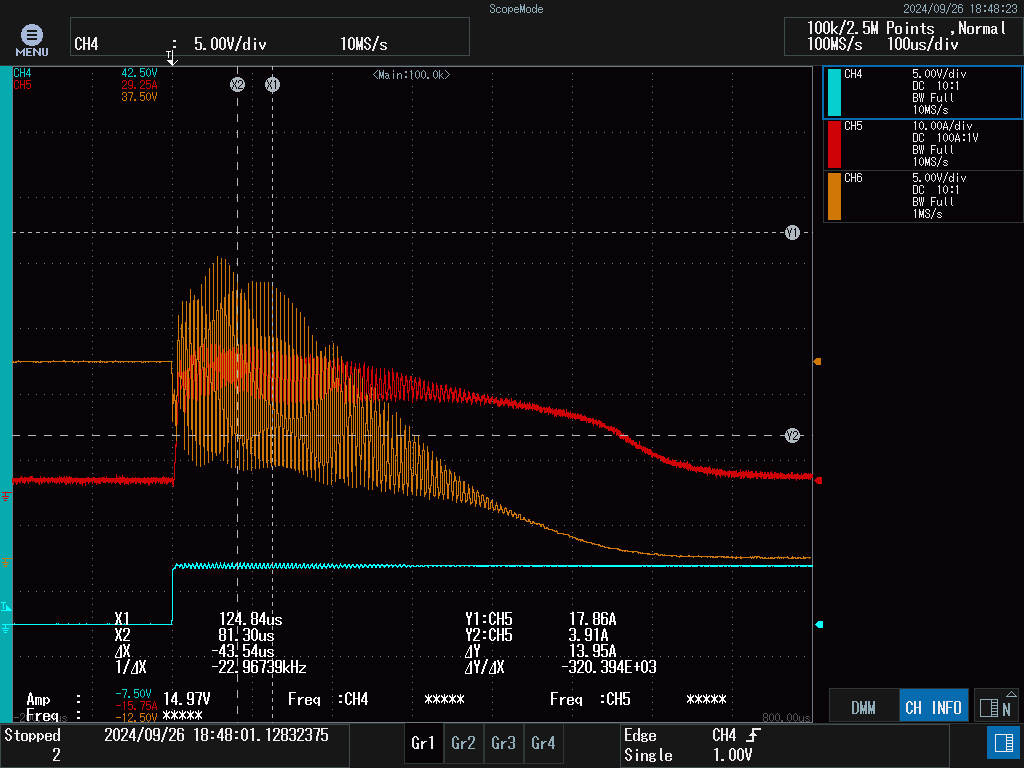 ScopeMode
2024/09/26 18:48:23
MENU
CH4 : 5.00V/div 10MS/s
100k/2.5M Points ,Normal
100MS/s 100us/div
CH4 42.50V
CH5 29.25A
37.50V
<Main:100.0k>
X2 X1
CH4 5.00V/div
DC 10:1
BW Full
10MS/s
CH5 10.00A/div
DC 100A:1V
BW Full
10MS/s
CH6 5.00V/div
DC 10:1
BW Full
1MS/s
Y1
Y2
X1 124.84us Y1:CH5 17.86A
X2 81.30us Y2:CH5 3.91A
ΔX -43.54us ΔY 13.95A
1/ΔX -22.96739kHz ΔY/ΔX -320.394E+03
-7.50V
Amp : 14.97V Freq :CH4 ***** Freq :CH5 *****
-15.75A
Freq : *****
-12.50V
800.00us
DMM CH INFO N
Stopped 2024/09/26 18:48:01.12832375
2
Gr1 Gr2 Gr3 Gr4
Edge CH4
Single 1.00V